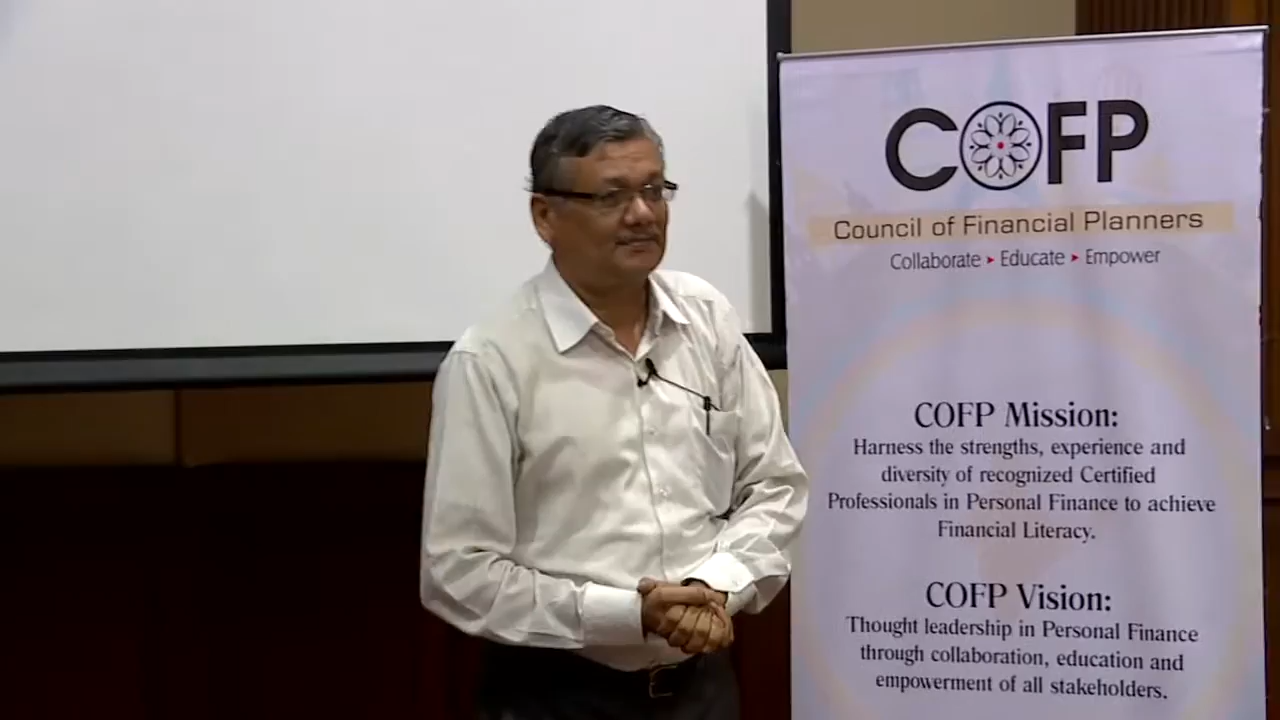 COFP
Council of Financial Planners
Collaborate ➤ Educate ➤ Empower
COFP Mission:
Harness the strengths, experience and
diversity of recognized Certified
Professionals in Personal Finance to achieve
Financial Literacy.
COFP Vision:
Thought leadership in Personal Finance
through collaboration, education and
empowerment of all stakeholders.